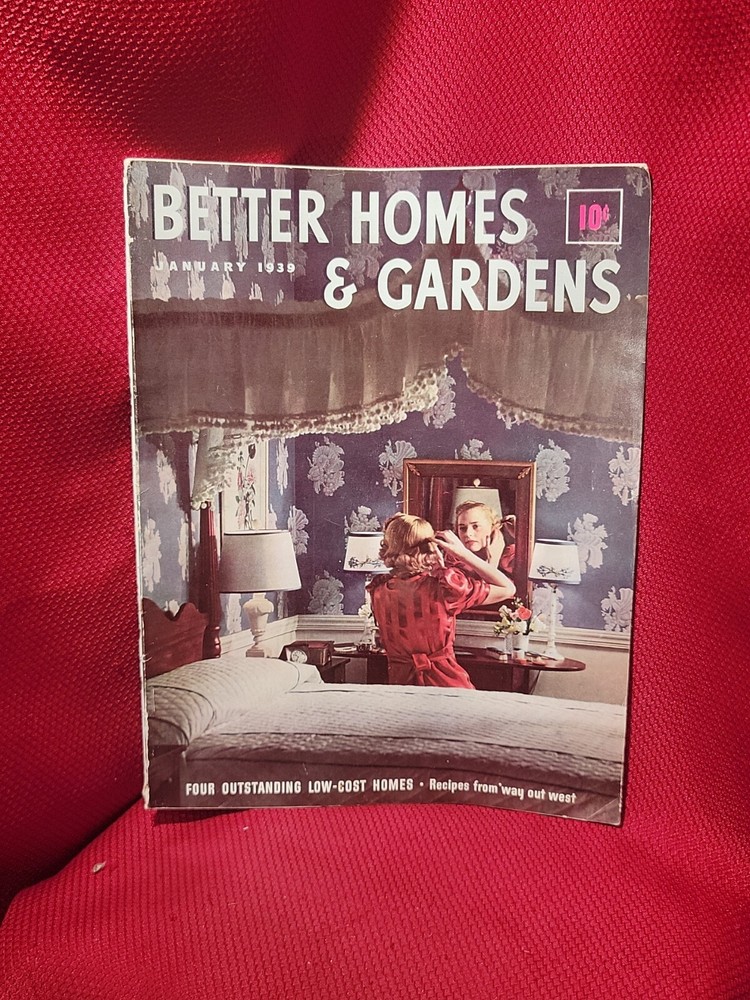 BETTER HOMES
10¢
JANUARY 1939
& GARDENS
FOUR OUTSTANDING LOW-COST HOMES • Recipes from 'way out west